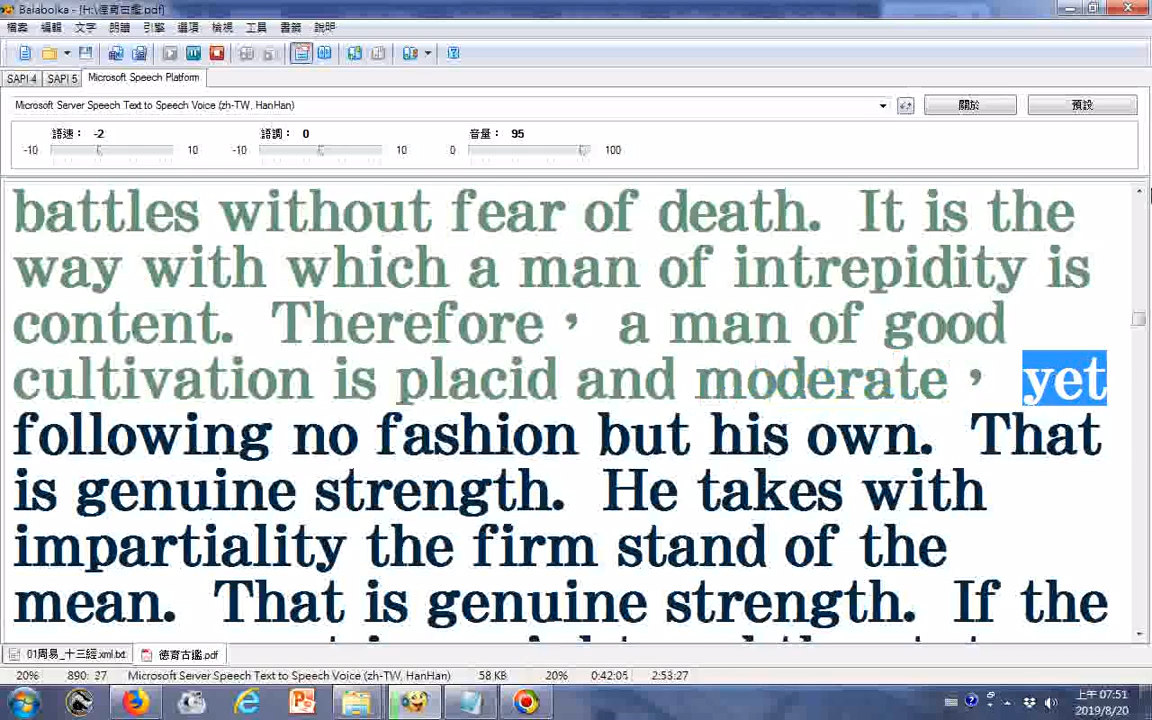 Balabolka - [H:\德育古鑑.pdf]
檔案 編輯 文字 朗讀 引擎 選項 檢視 工具 書籤 說明
SAPI 4 SAPI 5 Microsoft Speech Platform
Microsoft Server Speech Text to Speech Voice (zh-TW, HanHan) 關於 預設
語速： -2 語調： 0 音量： 95
-10 10 -10 10 0 100
battles without fear of death. It is the
way with which a man of intrepidity is
content. Therefore， a man of good
cultivation is placid and moderate， yet
following no fashion but his own. That
is genuine strength. He takes with
impartiality the firm stand of the
mean. That is genuine strength. If the
01周易_十三經.xml.txt 德育古鑑.pdf
20% 890: 37 Microsoft Server Speech Text to Speech Voice (zh-TW, HanHan) 58 KB 20% 0:42:05 2:53:27
上午 07:51
2019/8/20